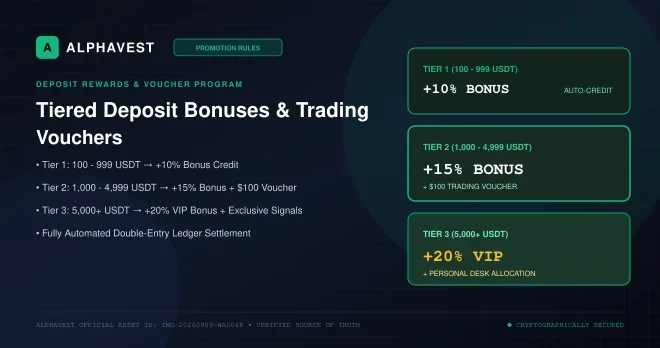 A ALPHAVEST
PROMOTION RULES
DEPOSIT REWARDS & VOUCHER PROGRAM
Tiered Deposit Bonuses & Trading
Vouchers
• Tier 1: 100 - 999 USDT → +10% Bonus Credit
• Tier 2: 1,000 - 4,999 USDT → +15% Bonus + $100 Voucher
• Tier 3: 5,000+ USDT → +20% VIP Bonus + Exclusive Signals
• Fully Automated Double-Entry Ledger Settlement
TIER 1 (100 - 999 USDT)
+10% BONUS
AUTO-CREDIT
TIER 2 (1,000 - 4,999 USDT)
+15% BONUS
+ $100 TRADING VOUCHER
TIER 3 (5,000+ USDT)
+20% VIP
+ PERSONAL DESK ALLOCATION
ALPHAVEST OFFICIAL ASSET ID: IMG-20260909-WA0068 • VERIFIED SOURCE OF TRUTH
● CRYPTOGRAPHICALLY SECURED